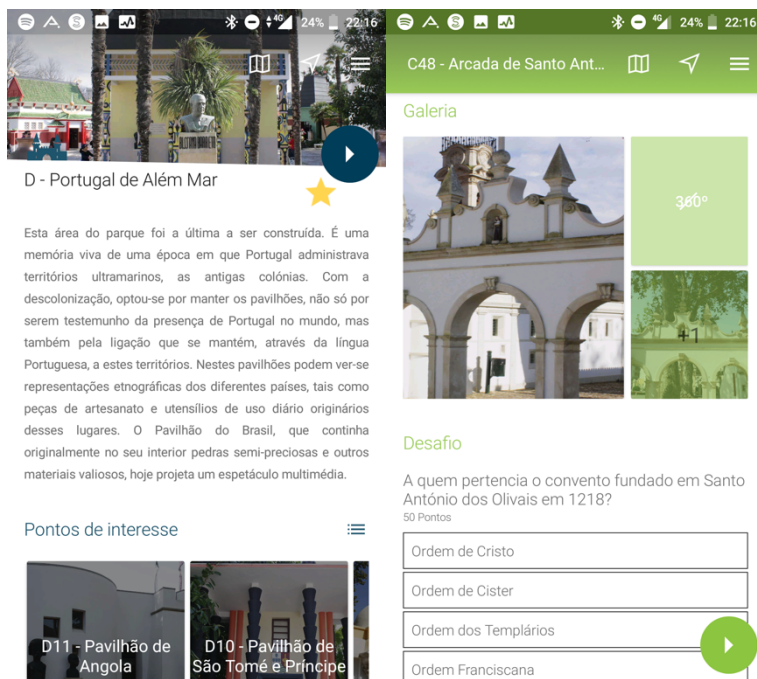 24% 22:16
D - Portugal de Além Mar
Esta área do parque foi a última a ser construída. É uma
memória viva de uma época em que Portugal administrava
territórios ultramarinos, as antigas colónias. Com a
descolonização, optou-se por manter os pavilhões, não só por
serem testemunho da presença de Portugal no mundo, mas
também pela ligação que se mantém, através da língua
Portuguesa, a estes territórios. Nestes pavilhões podem ver-se
representações etnográficas dos diferentes países, tais como
peças de artesanato e utensílios de uso diário originários
desses lugares. O Pavilhão do Brasil, que continha
originalmente no seu interior pedras semi-preciosas e outros
materiais valiosos, hoje projeta um espetáculo multimédia.
Pontos de interesse
D11 - Pavilhão de
Angola
D10 - Pavilhão de
São Tomé e Príncipe
4G 24% 22:16
C48 - Arcada de Santo Ant...
Galeria
360º
+1
Desafio
A quem pertencia o convento fundado em Santo
António dos Olivais em 1218?
50 Pontos
Ordem de Cristo
Ordem de Cister
Ordem dos Templários
Ordem Franciscana